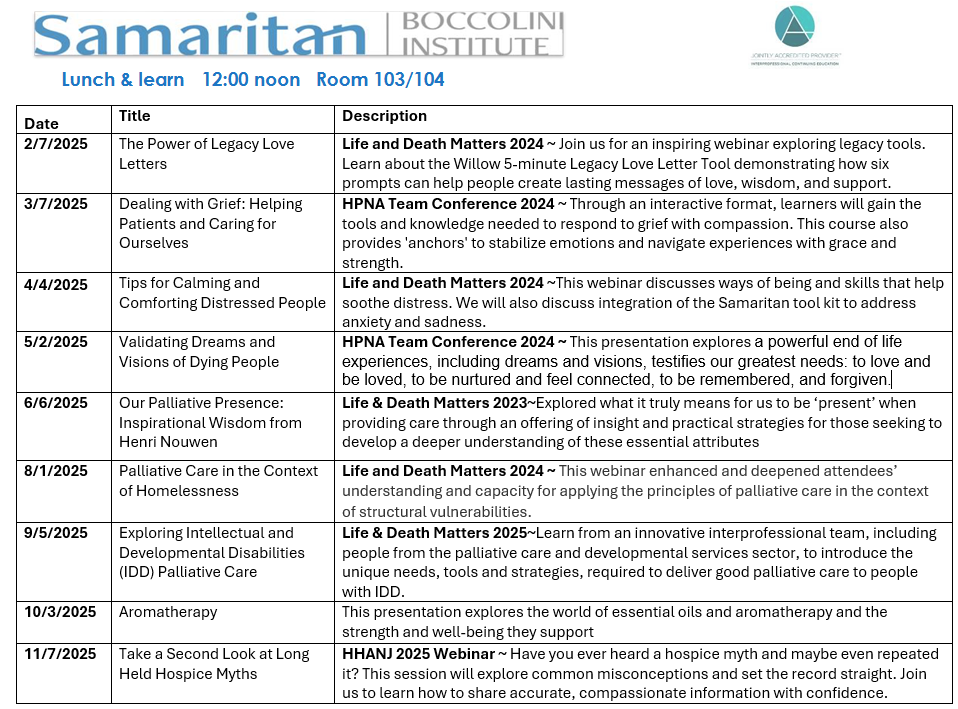 Samaritan | BOCCOLINI
INSTITUTE
JOINTLY ACCREDITED PROVIDER™
INTERPROFESSIONAL CONTINUING EDUCATION
Lunch & learn 12:00 noon Room 103/104
Date
Title
Description
2/7/2025
The Power of Legacy Love
Letters
Life and Death Matters 2024 ~ Join us for an inspiring webinar exploring legacy tools.
Learn about the Willow 5-minute Legacy Love Letter Tool demonstrating how six
prompts can help people create lasting messages of love, wisdom, and support.
3/7/2025
Dealing with Grief: Helping
Patients and Caring for
Ourselves
HPNA Team Conference 2024 ~ Through an interactive format, learners will gain the
tools and knowledge needed to respond to grief with compassion. This course also
provides 'anchors' to stabilize emotions and navigate experiences with grace and
strength.
4/4/2025
Tips for Calming and
Comforting Distressed People
Life and Death Matters 2024 ~This webinar discusses ways of being and skills that help
soothe distress. We will also discuss integration of the Samaritan tool kit to address
anxiety and sadness.
5/2/2025
Validating Dreams and
Visions of Dying People
HPNA Team Conference 2024 ~ This presentation explores a powerful end of life
experiences, including dreams and visions, testifies our greatest needs: to love and
be loved, to be nurtured and feel connected, to be remembered, and forgiven.
6/6/2025
Our Palliative Presence:
Inspirational Wisdom from
Henri Nouwen
Life & Death Matters 2023~Explored what it truly means for us to be ‘present’ when
providing care through an offering of insight and practical strategies for those seeking to
develop a deeper understanding of these essential attributes
8/1/2025
Palliative Care in the Context
of Homelessness
Life and Death Matters 2024 ~ This webinar enhanced and deepened attendees’
understanding and capacity for applying the principles of palliative care in the context
of structural vulnerabilities.
9/5/2025
Exploring Intellectual and
Developmental Disabilities
(IDD) Palliative Care
Life & Death Matters 2025~Learn from an innovative interprofessional team, including
people from the palliative care and developmental services sector, to introduce the
unique needs, tools and strategies, required to deliver good palliative care to people
with IDD.
10/3/2025
Aromatherapy
This presentation explores the world of essential oils and aromatherapy and the
strength and well-being they support
11/7/2025
Take a Second Look at Long
Held Hospice Myths
HHANJ 2025 Webinar ~ Have you ever heard a hospice myth and maybe even repeated
it? This session will explore common misconceptions and set the record straight. Join
us to learn how to share accurate, compassionate information with confidence.